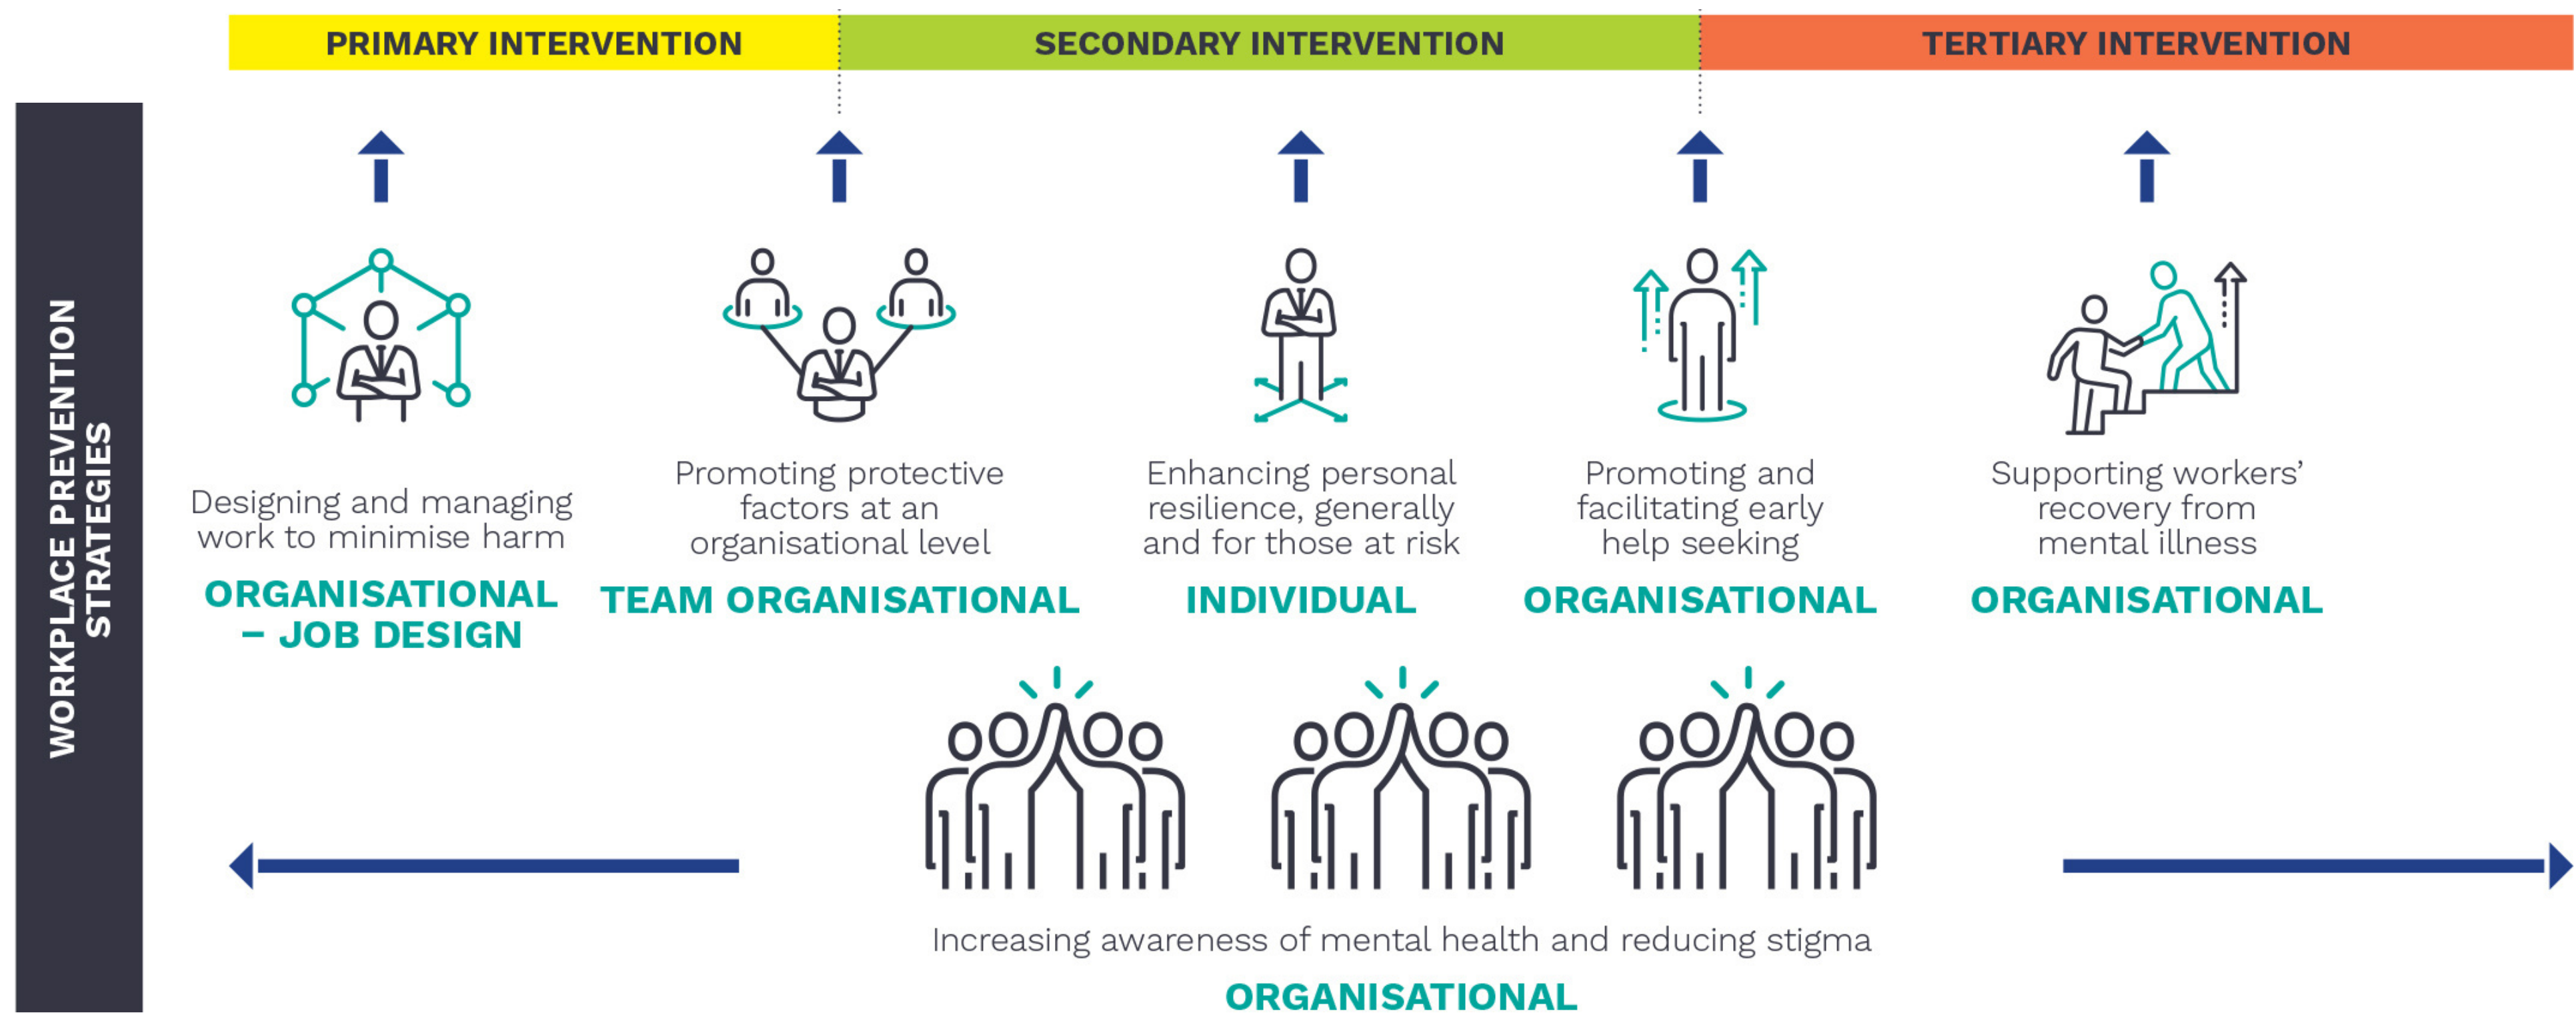 PRIMARY INTERVENTION
SECONDARY INTERVENTION
TERTIARY INTERVENTION
WORKPLACE PREVENTION
STRATEGIES
Designing and managing
work to minimise harm
ORGANISATIONAL
– JOB DESIGN
Promoting protective
factors at an
organisational level
TEAM ORGANISATIONAL
Enhancing personal
resilience, generally
and for those at risk
INDIVIDUAL
Promoting and
facilitating early
help seeking
ORGANISATIONAL
Supporting workers’
recovery from
mental illness
ORGANISATIONAL
Increasing awareness of mental health and reducing stigma
ORGANISATIONAL